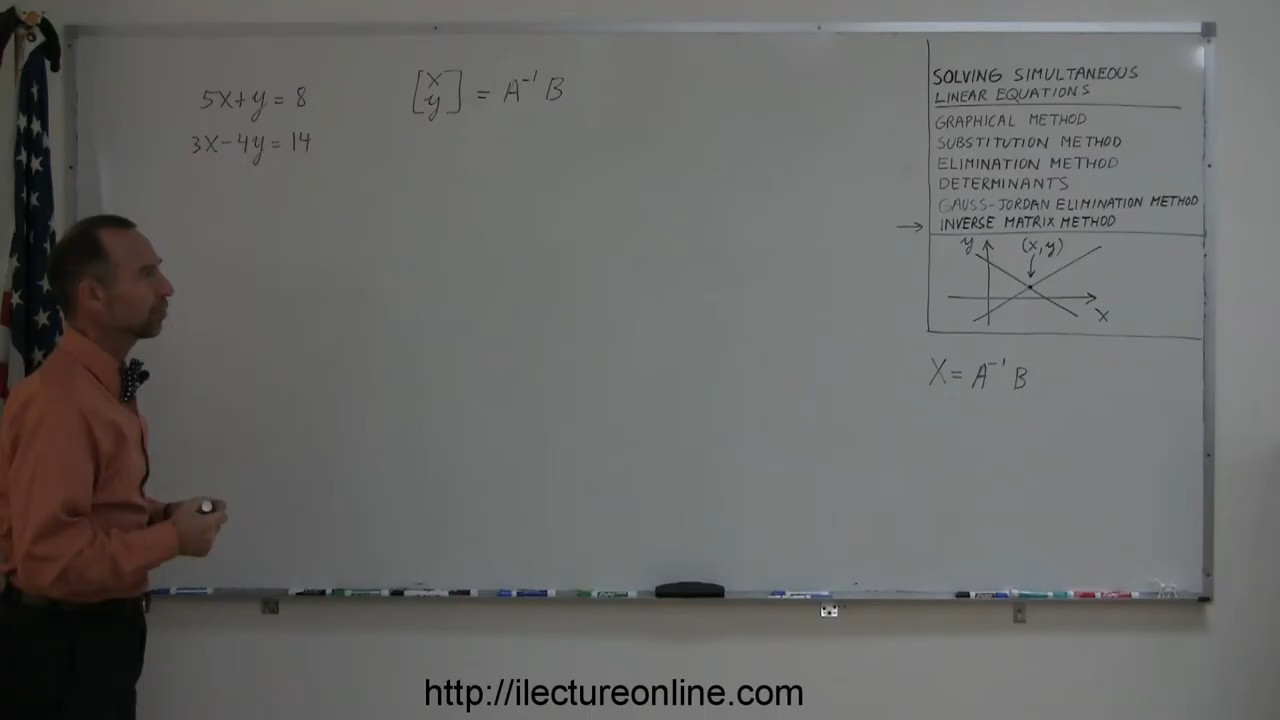 5x+y=8
3x-4y=14
[x y] = A⁻¹ B
SOLVING SIMULTANEOUS
LINEAR EQUATIONS
GRAPHICAL METHOD
SUBSTITUTION METHOD
ELIMINATION METHOD
DETERMINANTS
GAUSS-JORDAN ELIMINATION METHOD
→ INVERSE MATRIX METHOD
y
(x,y)
x
X = A⁻¹ B
http://ilectureonline.com